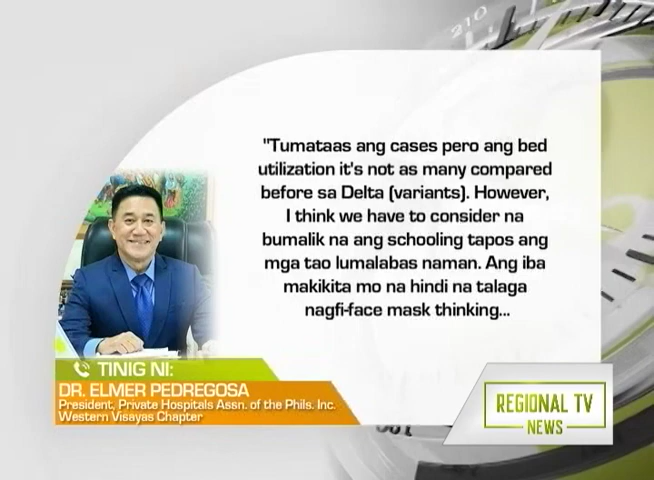 210
"Tumataas ang cases pero ang bed
utilization it's not as many compared
before sa Delta (variants). However,
I think we have to consider na
bumalik na ang schooling tapos ang
mga tao lumalabas naman. Ang iba
makikita mo na hindi na talaga
nagfi-face mask thinking...
TINIG NI:
DR. ELMER PEDREGOSA
President, Private Hospitals Assn. of the Phils. Inc.
Western Visayas Chapter
REGIONAL TV
NEWS